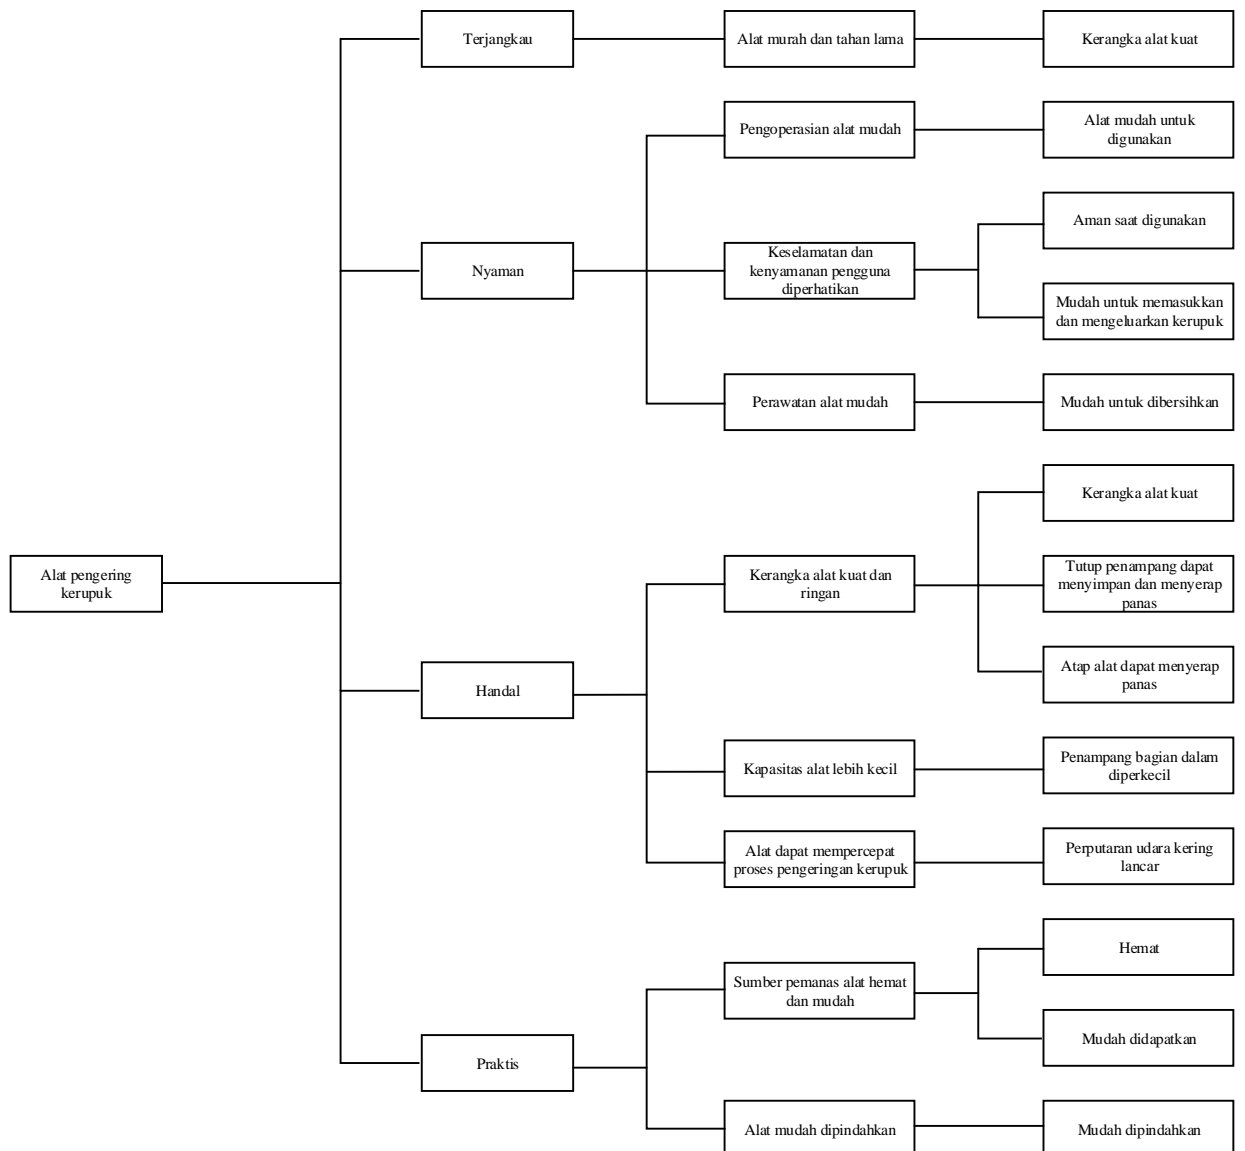 Terjangkau
Alat murah dan tahan lama
Kerangka alat kuat
Pengoperasian alat mudah
Alat mudah untuk
digunakan
Nyaman
Keselamatan dan
kenyamanan pengguna
diperhatikan
Aman saat digunakan
Mudah untuk memasukkan
dan mengeluarkan kerupuk
Perawatan alat mudah
Mudah untuk dibersihkan
Alat pengering
kerupuk
Handal
Kerangka alat kuat dan
ringan
Kerangka alat kuat
Tutup penampang dapat
menyimpan dan menyerap
panas
Atap alat dapat menyerap
panas
Kapasitas alat lebih kecil
Penampang bagian dalam
diperkecil
Alat dapat mempercepat
proses pengeringan kerupuk
Perputaran udara kering
lancar
Praktis
Sumber pemanas alat hemat
dan mudah
Hemat
Mudah didapatkan
Alat mudah dipindahkan
Mudah dipindahkan